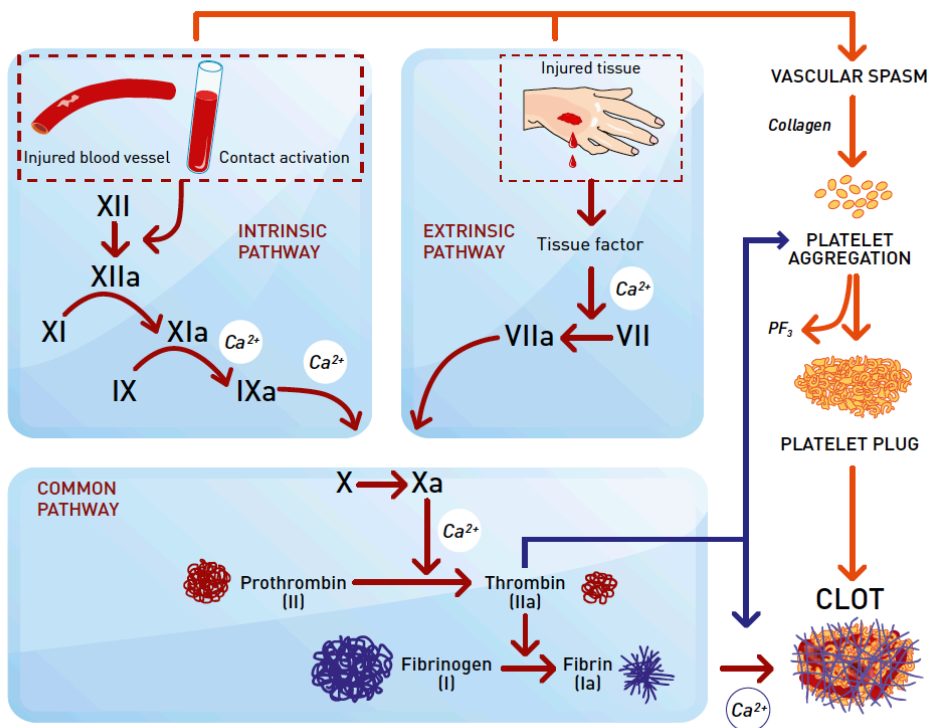 Injured blood vessel
Contact activation
XII
XIIa
XI
XIa
Ca²⁺
IX
IXa
Ca²⁺
INTRINSIC
PATHWAY
Injured tissue
EXTRINSIC
PATHWAY
Tissue factor
Ca²⁺
VIIa
VII
VASCULAR SPASM
Collagen
PLATELET
AGGREGATION
PF₃
PLATELET PLUG
COMMON
PATHWAY
X
Xa
Ca²⁺
Prothrombin
(II)
Thrombin
(IIa)
Fibrinogen
(I)
Fibrin
(Ia)
Ca²⁺
CLOT